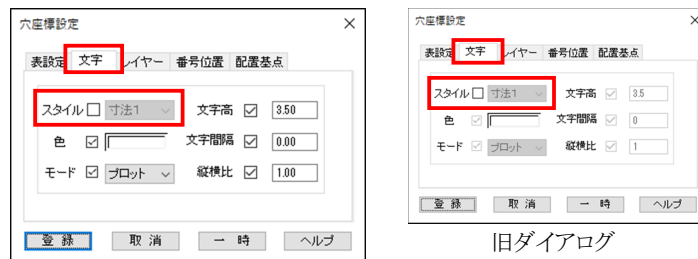 穴座標設定
表設定 文字 レイヤー 番号位置 配置基点
スタイル 寸法1 文字高 3.50
色 文字間隔 0.00
モード プロット 縦横比 1.00
登 録 取 消 一 時 ヘルプ
穴座標設定
表設定 文字 レイヤー 番号位置 配置基点
スタイル 寸法1 文字高 3.5
色 文字間隔 0
モード プロット 縦横比 1
登 録 取 消 一 時 ヘルプ
旧ダイアログ